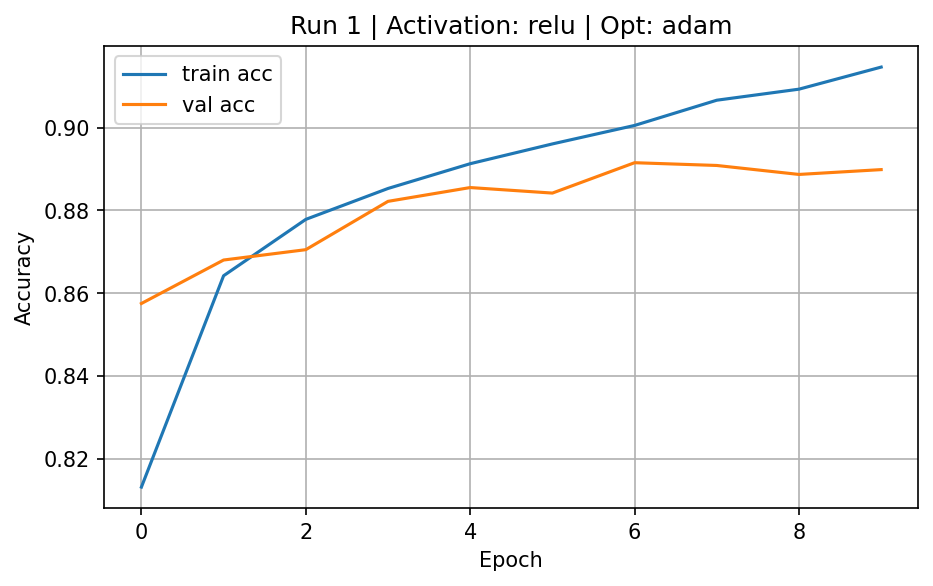 Run 1 | Activation: relu | Opt: adam
train acc
val acc
0.90
0.88
0.86
0.84
0.82
Accuracy
0 2 4 6 8
Epoch